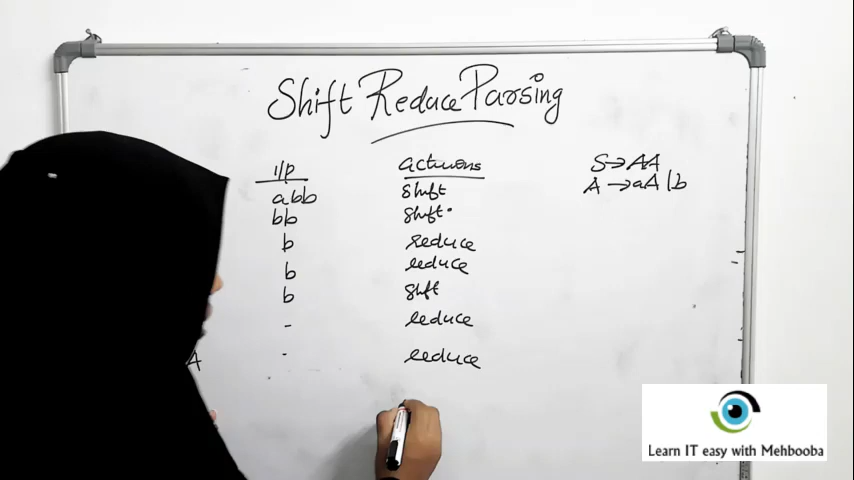 Shift Reduce Parsing
i/p actions S→AA
abb shift A→aA|b
bb shift
b reduce
b reduce
b shift
- reduce
A - reduce
Learn IT easy with Mehbooba